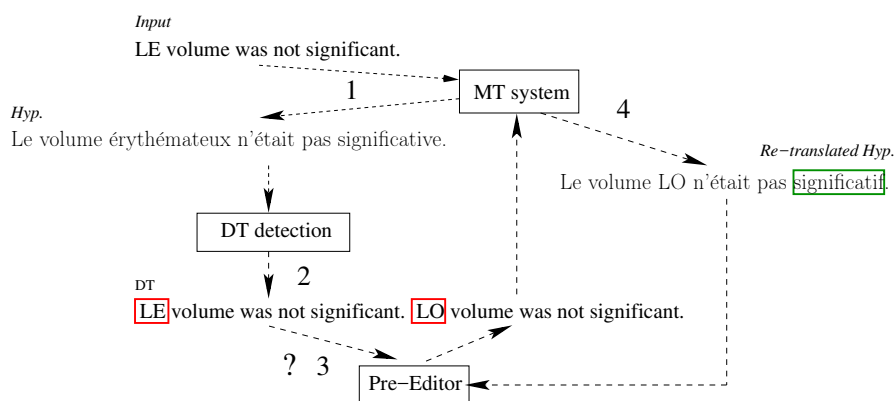 Input
LE volume was not significant.
1
MT system
4
Hyp.
Le volume érythémateux n'était pas significative.
Re-translated Hyp.
Le volume LO n'était pas significatif.
DT detection
2
DT
LE volume was not significant. LO volume was not significant.
? 3
Pre-Editor